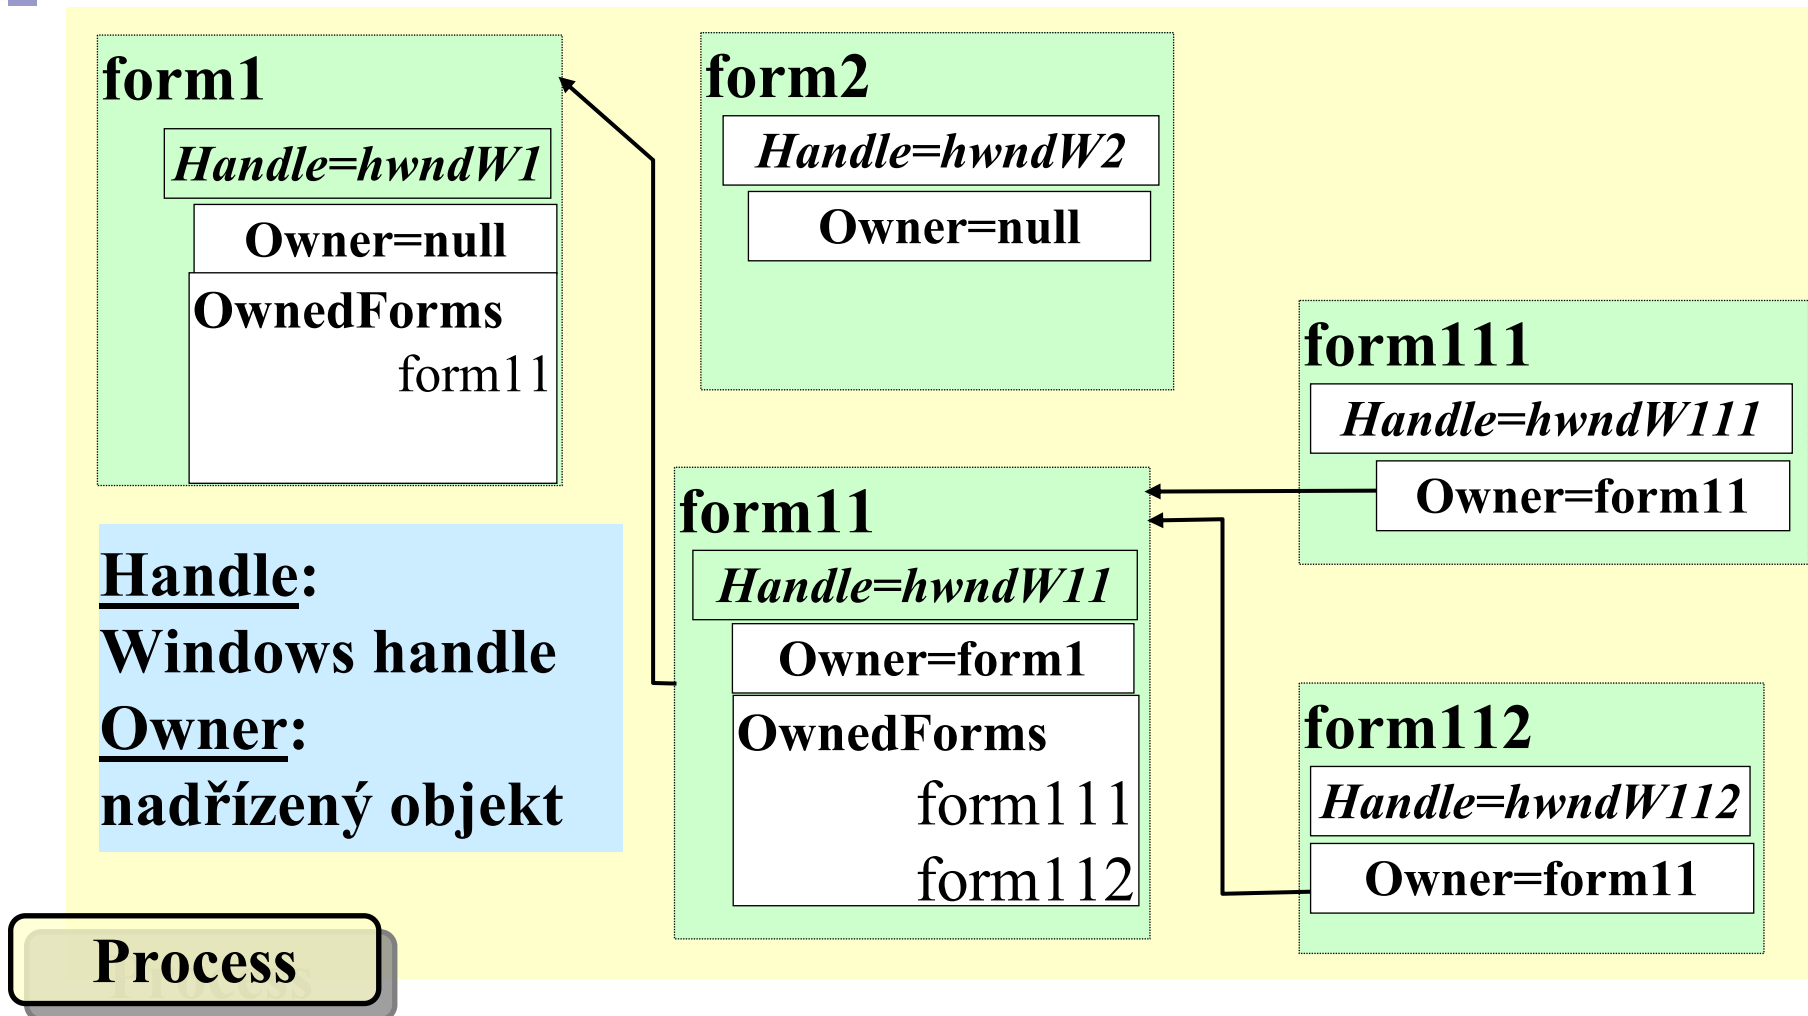 form1
Handle=hwndW1
Owner=null
OwnedForms
form11
form2
Handle=hwndW2
Owner=null
form111
Handle=hwndW111
Owner=form11
form11
Handle=hwndW11
Owner=form1
OwnedForms
form111
form112
form112
Handle=hwndW112
Owner=form11
Handle:
Windows handle
Owner:
nadřízený objekt
Process